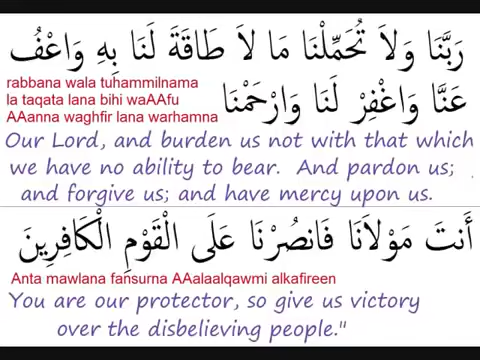 رَبَّنَا وَلَا تُحَمِّلْنَا مَا لَا طَاقَةَ لَنَا بِهِ وَاعْفُ
rabbana wala tuhammilnama
la taqata lana bihi waAAfu
AAanna waghfir lana warhamna
عَنَّا وَاغْفِرْ لَنَا وَارْحَمْنَا
Our Lord, and burden us not with that which
we have no ability to bear. And pardon us;
and forgive us; and have mercy upon us.
أَنتَ مَوْلَانَا فَانصُرْنَا عَلَى الْقَوْمِ الْكَافِرِينَ
Anta mawlana fansurna AAalaalqawmi alkafireen
You are our protector, so give us victory
over the disbelieving people."